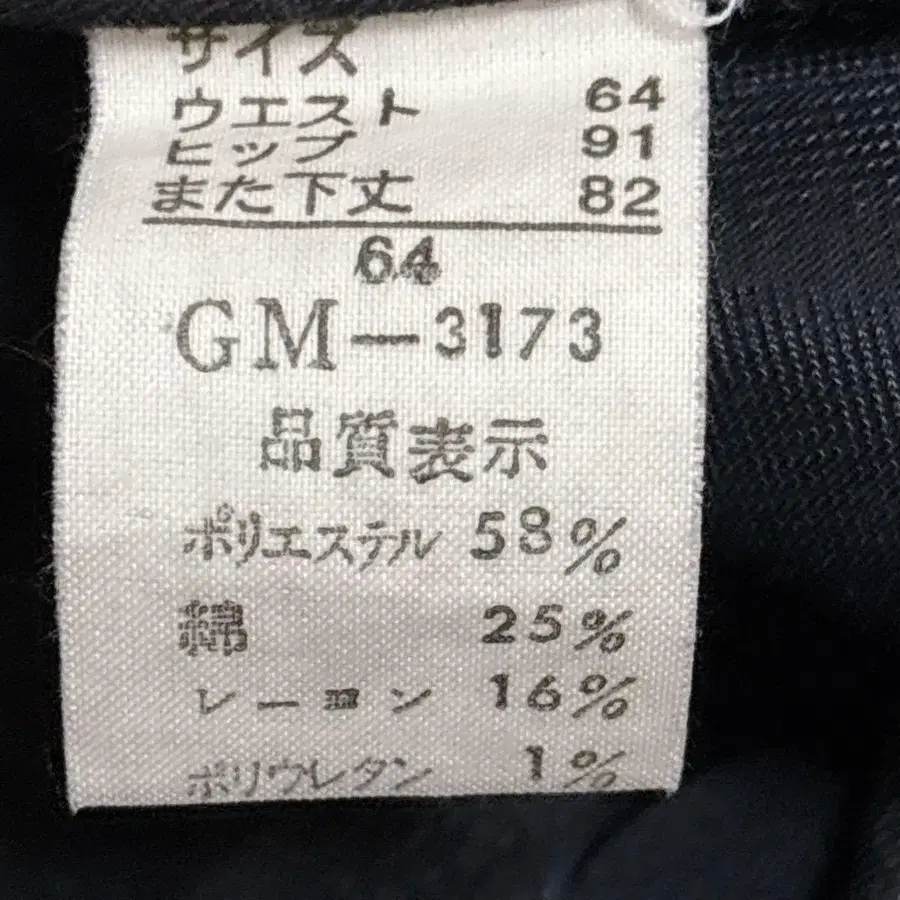 サイズ
ウエスト 64
ヒップ 91
また下丈 82
64
GM-3173
品質表示
ポリエステル 58%
綿 25%
レーヨン 16%
ポリウレタン 1%